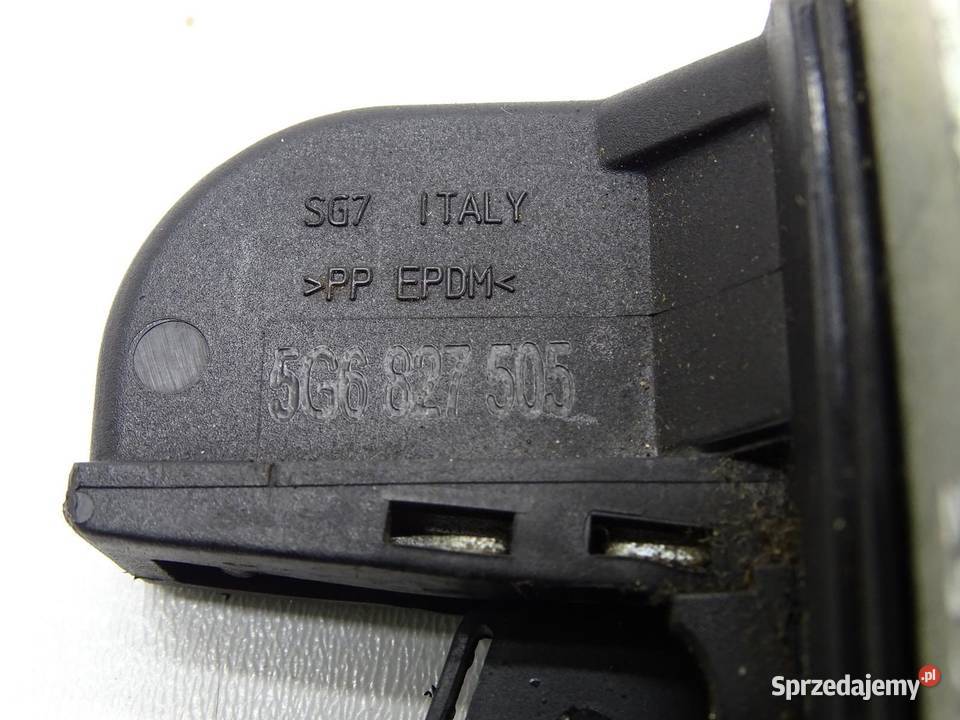 SG7 ITALY
>PP EPDM<
5G6 827 505
Sprzedajemy.pl